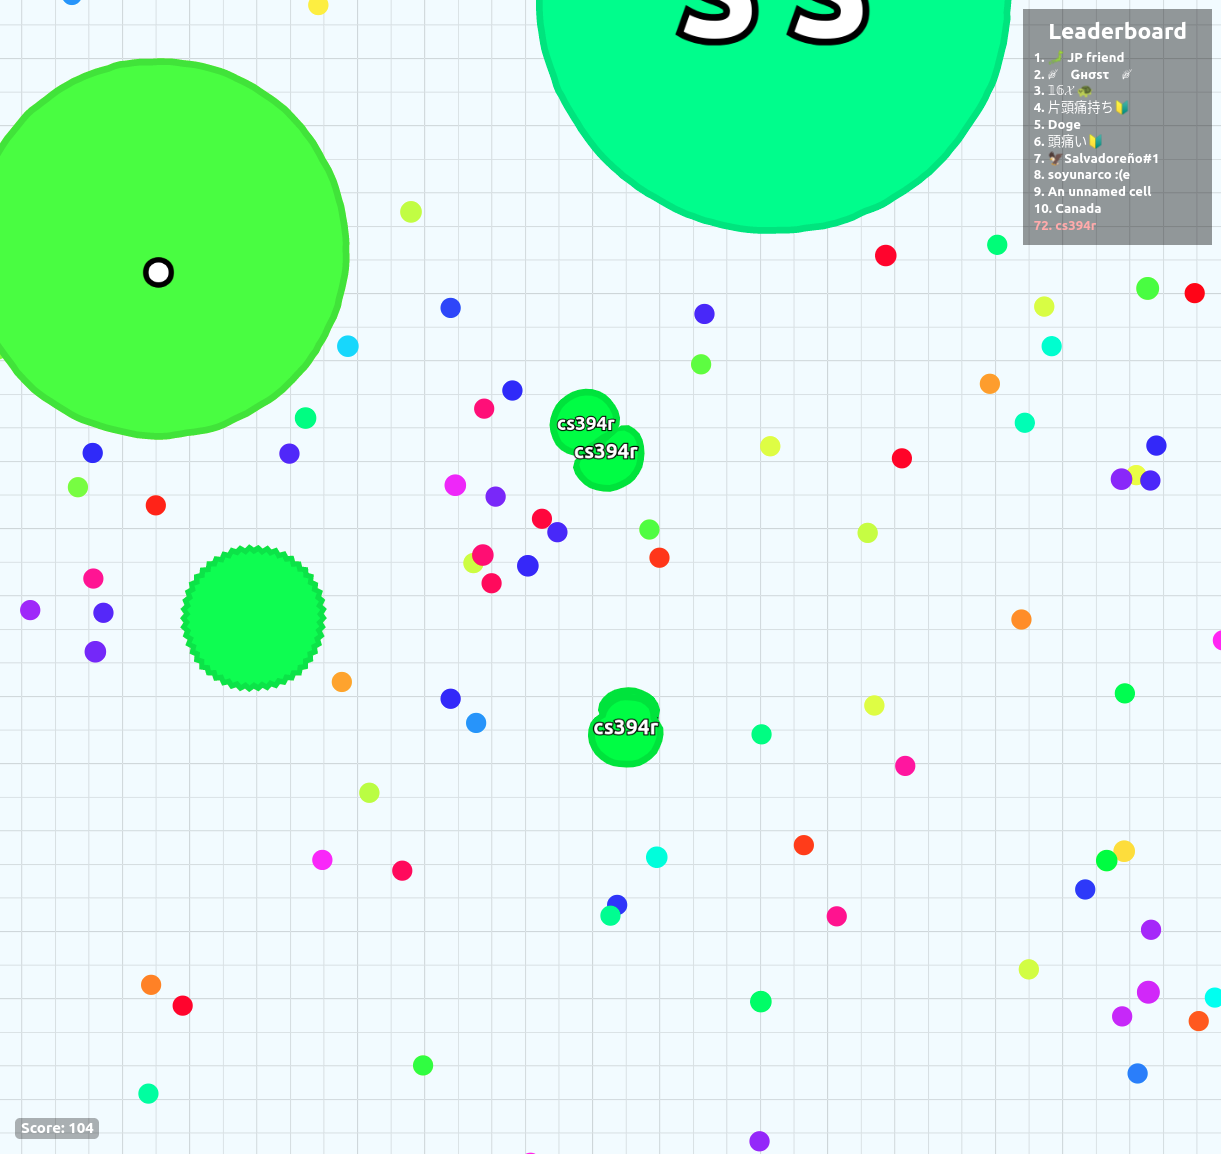 s s
Leaderboard
1. 🐛 JP friend
2. ☄ Gнσѕт ☄
3. 𝟙𝟞.𝑋 🐢
4. 片頭痛持ち🔰
5. Doge
6. 頭痛い🔰
7. 🦅Salvadoreño#1
8. soyunarco :(e
9. An unnamed cell
10. Canada
72. cs394r
o
cs394r
cs394r
cs394r
Score: 104